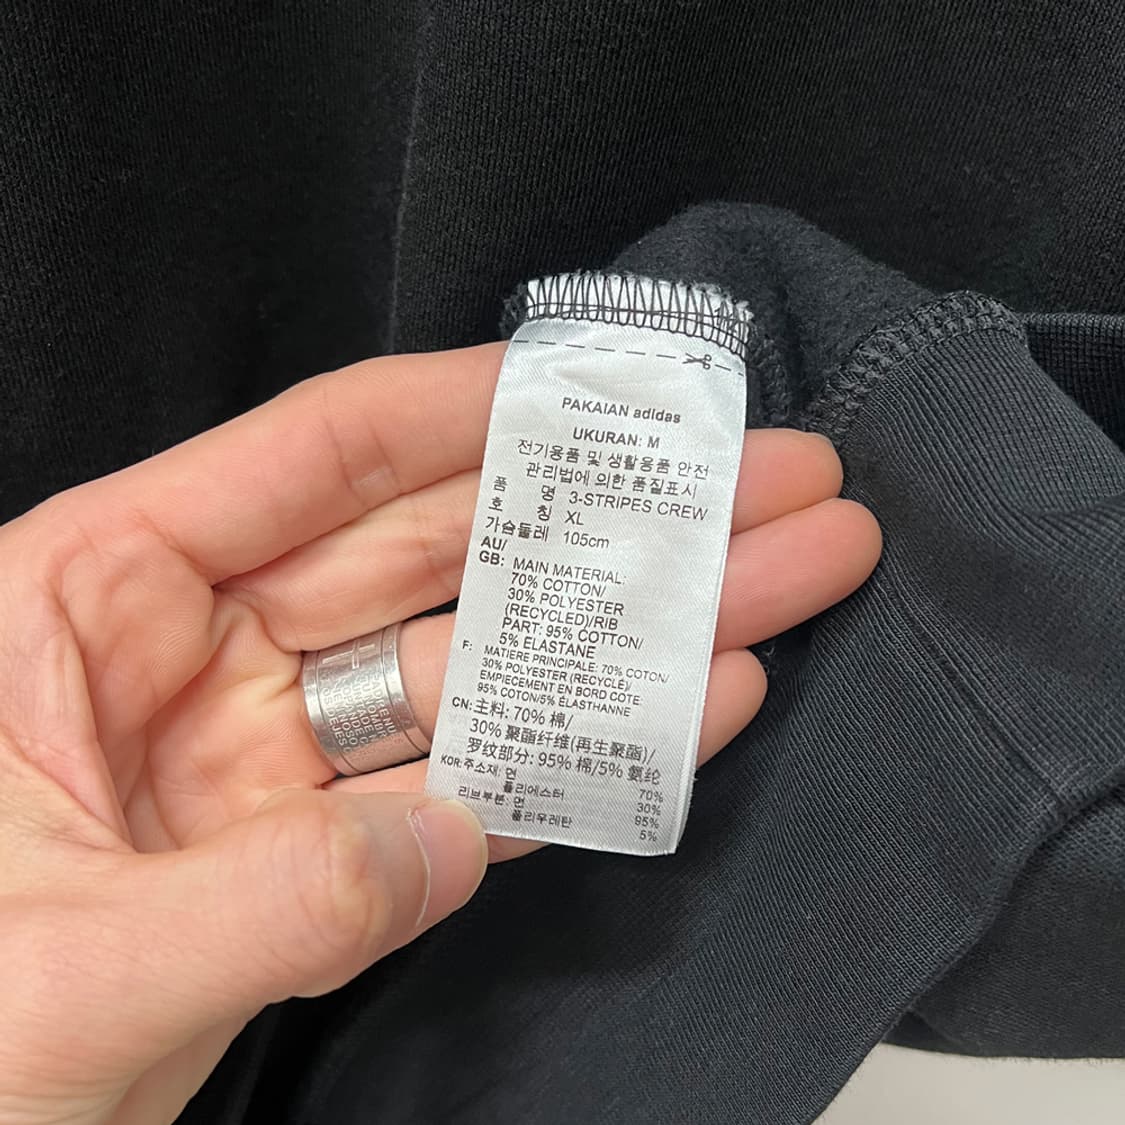 PAKAIAN adidas
UKURAN: M
전기용품 및 생활용품 안전
관리법에 의한 품질표시
품 명 3-STRIPES CREW
호 칭 XL
가슴둘레 105cm
AU/
GB: MAIN MATERIAL:
70% COTTON/
30% POLYESTER
(RECYCLED)/RIB
PART: 95% COTTON/
5% ELASTANE
F: MATIERE PRINCIPALE: 70% COTON/
30% POLYESTER (RECYCLÉ)/
EMPIECEMENT EN BORD COTE:
95% COTON/5% ÉLASTHANNE
CN: 主料: 70% 棉/
30% 聚酯纤维(再生聚酯)/
罗纹部分: 95% 棉/5% 氨纶
KOR: 주소재: 면 70%
폴리에스터 30%
리브부분: 면 95%
폴리우레탄 5%